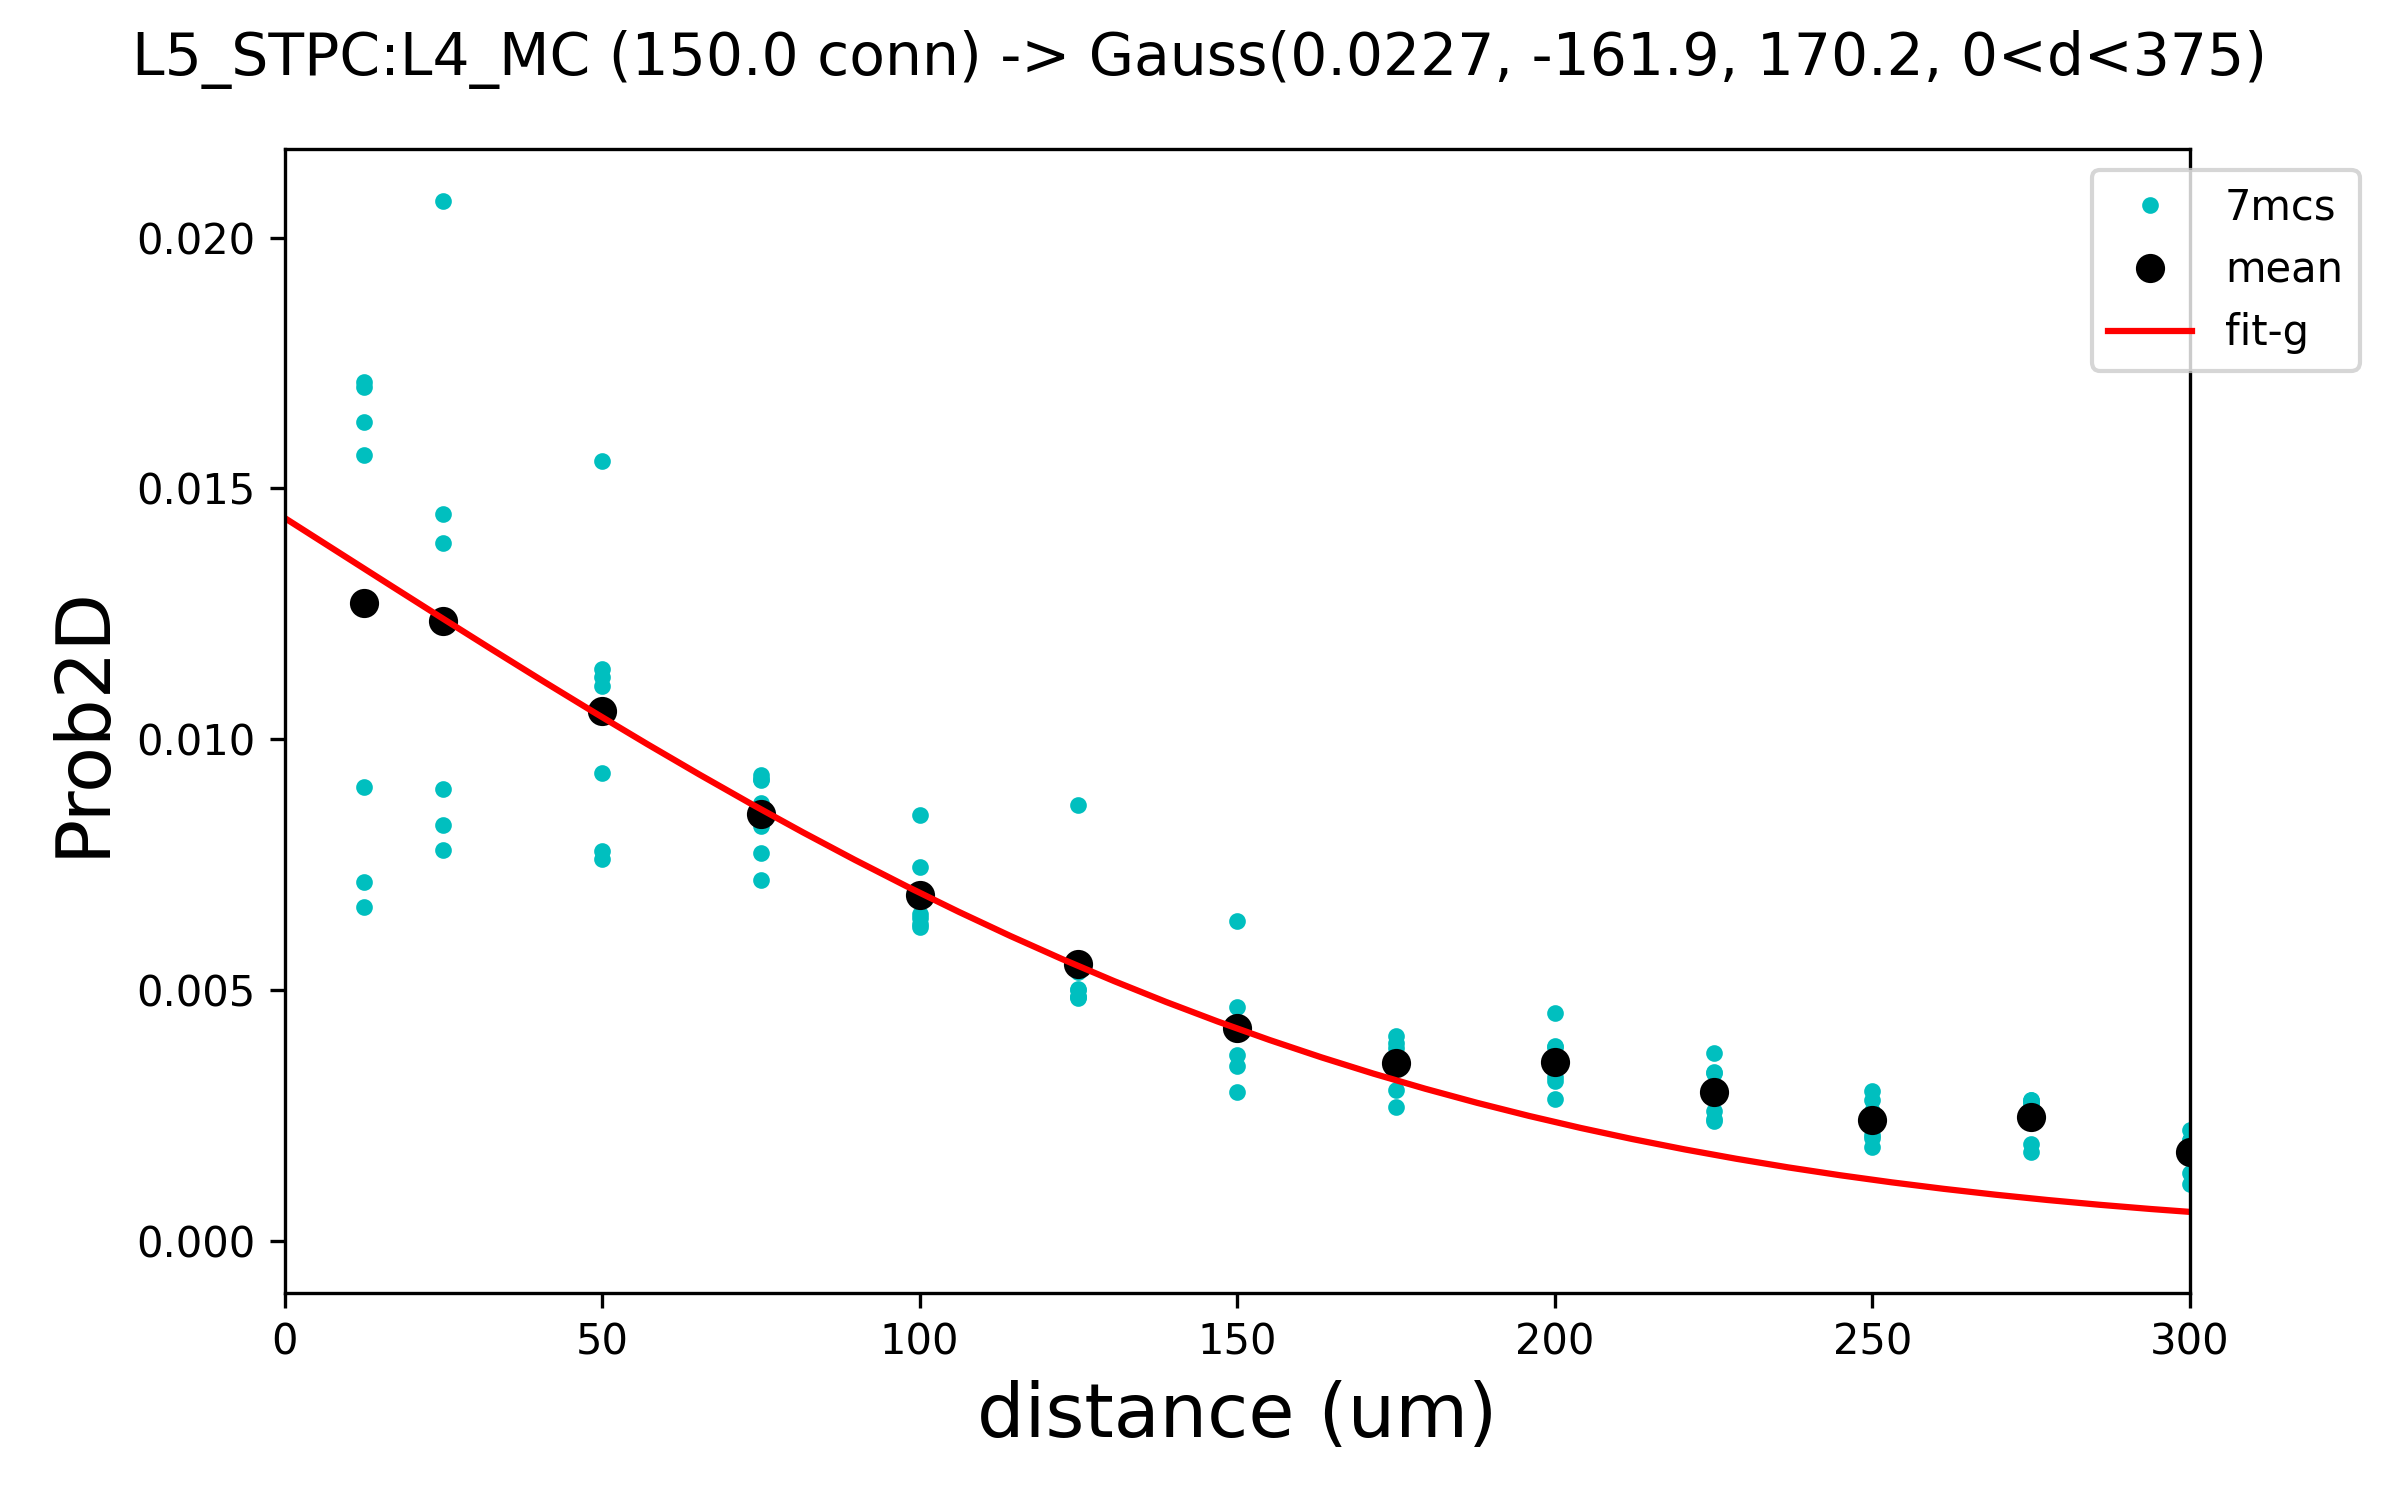 L5_STPC:L4_MC (150.0 conn) -> Gauss(0.0227, -161.9, 170.2, 0<d<375)
7mcs
mean
fit-g
Prob2D
0.020
0.015
0.010
0.005
0.000
0 50 100 150 200 250 300
distance (um)